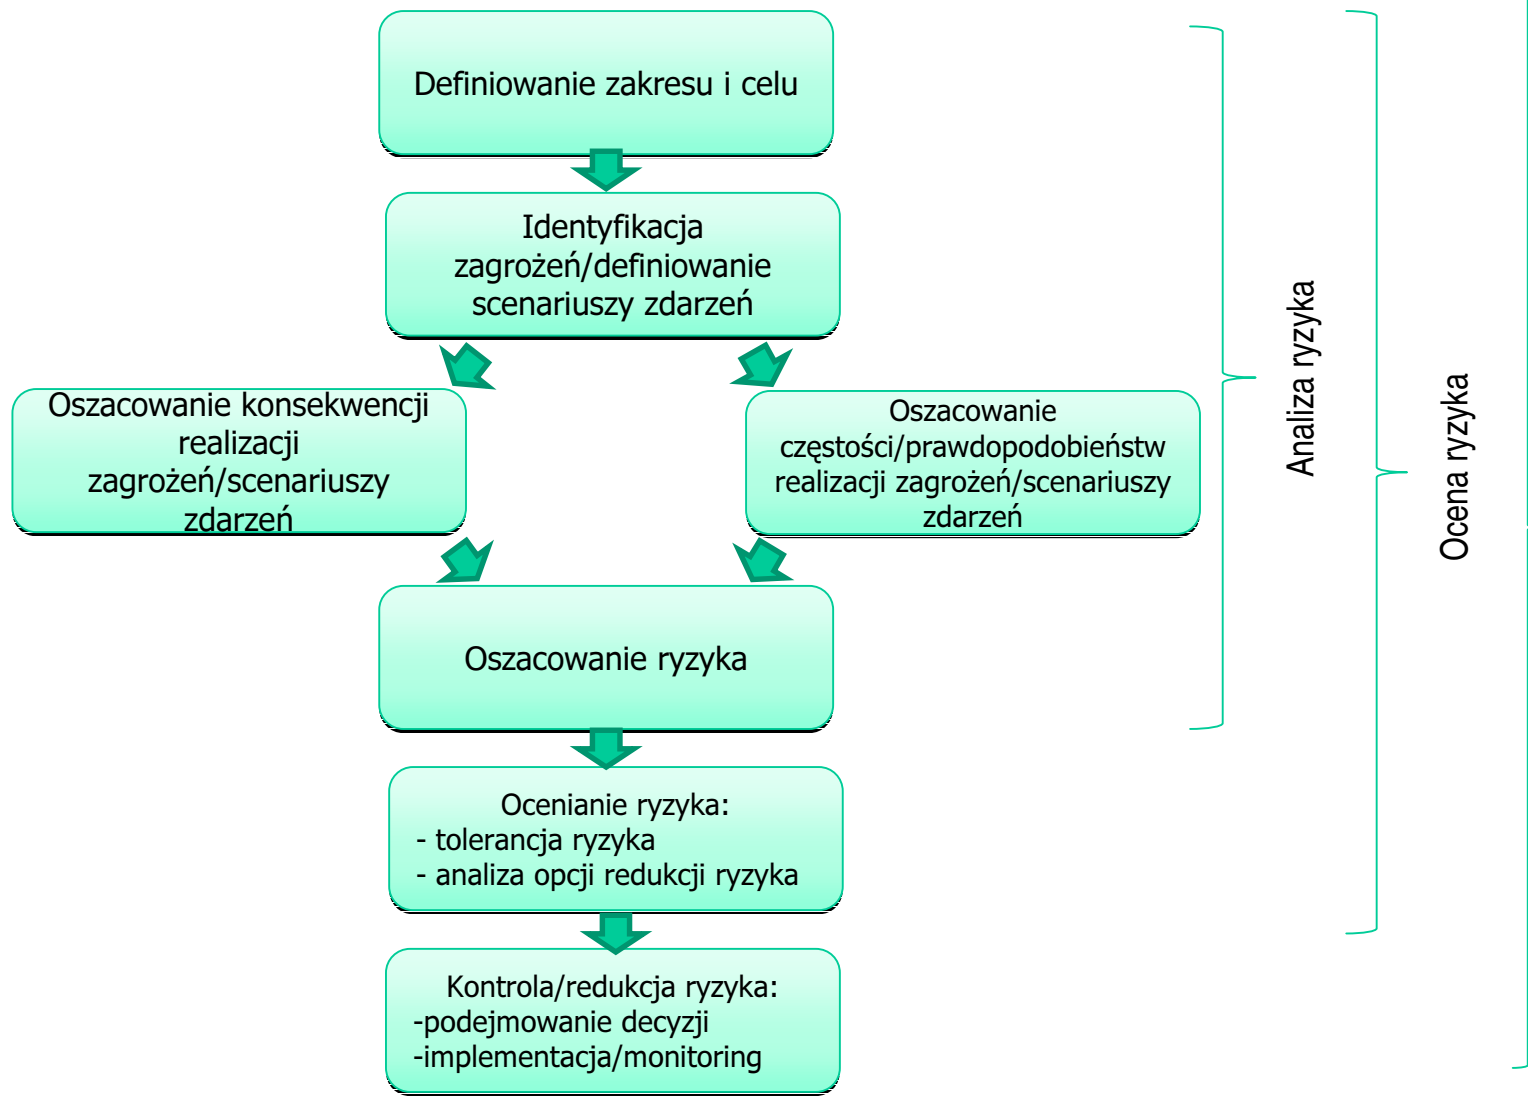 Definiowanie zakresu i celu
Identyfikacja
zagrożeń/definiowanie
scenariuszy zdarzeń
Oszacowanie konsekwencji
realizacji
zagrożeń/scenariuszy
zdarzeń
Oszacowanie
częstości/prawdopodobieństw
realizacji zagrożeń/scenariuszy
zdarzeń
Oszacowanie ryzyka
Ocenianie ryzyka:
- tolerancja ryzyka
- analiza opcji redukcji ryzyka
Kontrola/redukcja ryzyka:
-podejmowanie decyzji
-implementacja/monitoring
Analiza ryzyka
Ocena ryzyka